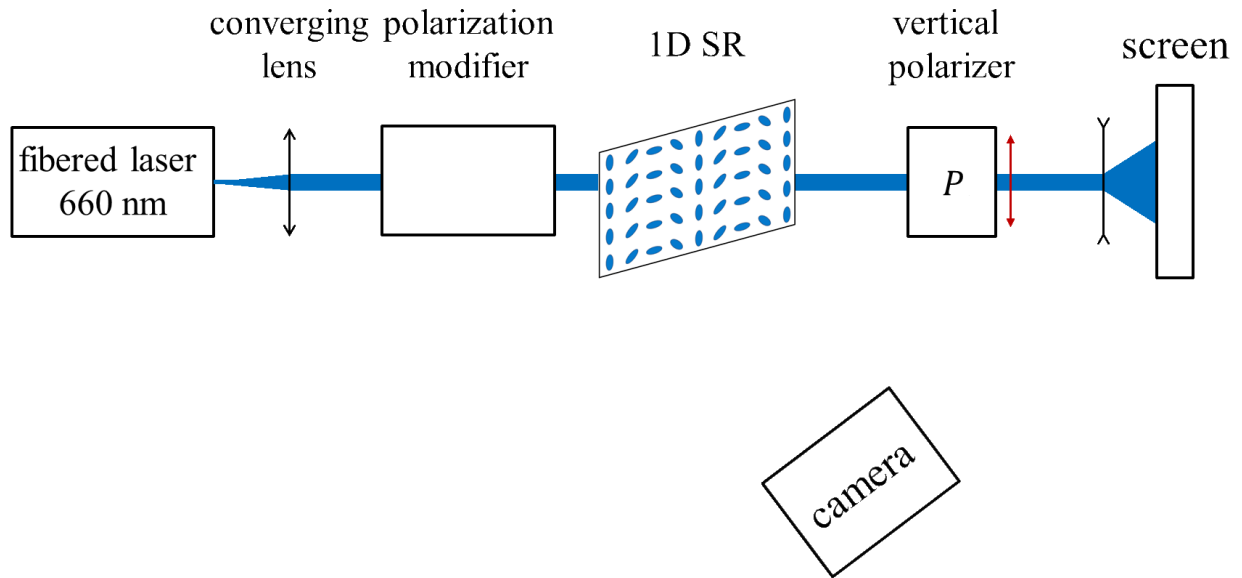 converging
lens
polarization
modifier
1D SR
vertical
polarizer
screen
fibered laser
660 nm
P
camera